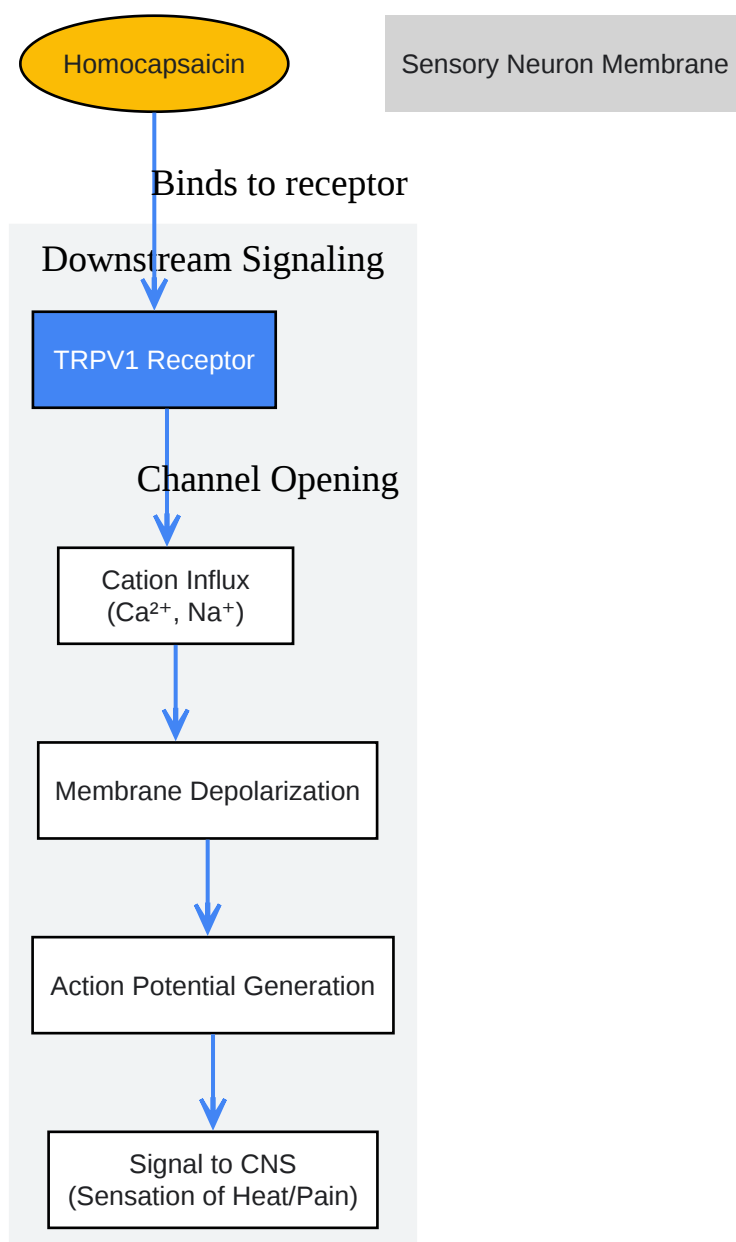 Homocapsaicin
Sensory Neuron Membrane
Binds to receptor
Downstream Signaling
TRPV1 Receptor
Channel Opening
Cation Influx
(Ca²⁺, Na⁺)
Membrane Depolarization
Action Potential Generation
Signal to CNS
(Sensation of Heat/Pain)